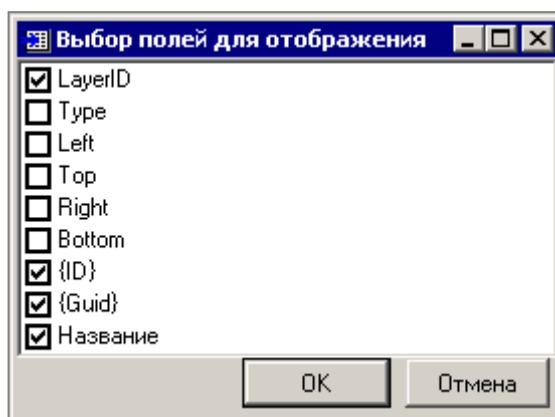 Выбор полей для отображения
LayerID
Type
Left
Top
Right
Bottom
{ID}
{Guid}
Название
OK
Отмена